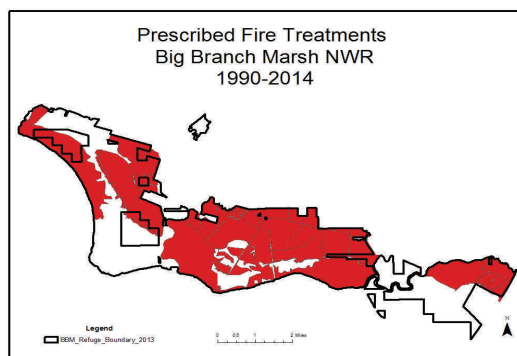 Prescribed Fire Treatments
Big Branch Marsh NWR
1990-2014
Legend
BBM_Refuge_Boundary_2013
0 0.5 1 2 Miles
N